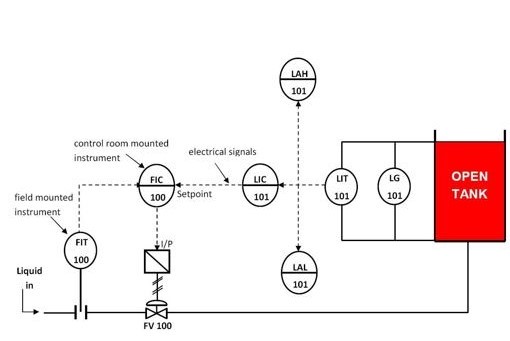 LAH
101
control room mounted
instrument
electrical signals
FIC
100
Setpoint
LIC
101
LIT
101
LG
101
OPEN
TANK
field mounted
instrument
FIT
100
I/P
LAL
101
Liquid
in
FV 100